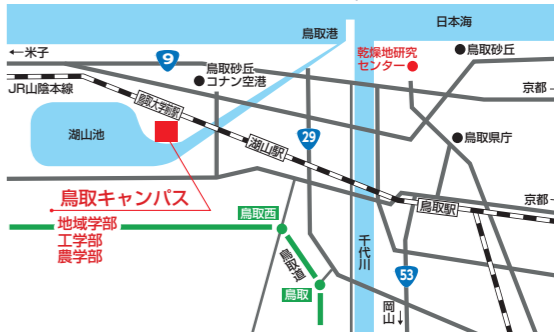 鳥取港
日本海
←米子
9
鳥取砂丘
コナン空港
乾燥地研究
センター
鳥取砂丘
JR山陰本線
京都
鳥取大学前駅
湖山池
湖山駅
29
鳥取県庁
鳥取キャンパス
地域学部
工学部
農学部
鳥取西
鳥取道
鳥取
千代川
鳥取駅
京都
53
岡山↓